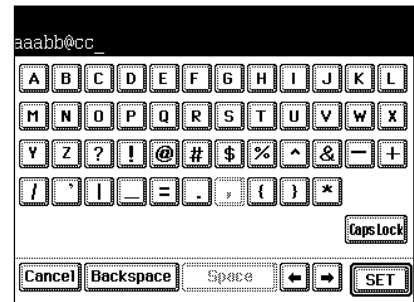 aaabb@cc_
A B C D E F G H I J K L
M N O P Q R S T U V W X
Y Z ? ! @ # $ % ^ & — +
/ ' | _ = . , { } *
Caps Lock
Cancel Backspace Space ← → SET